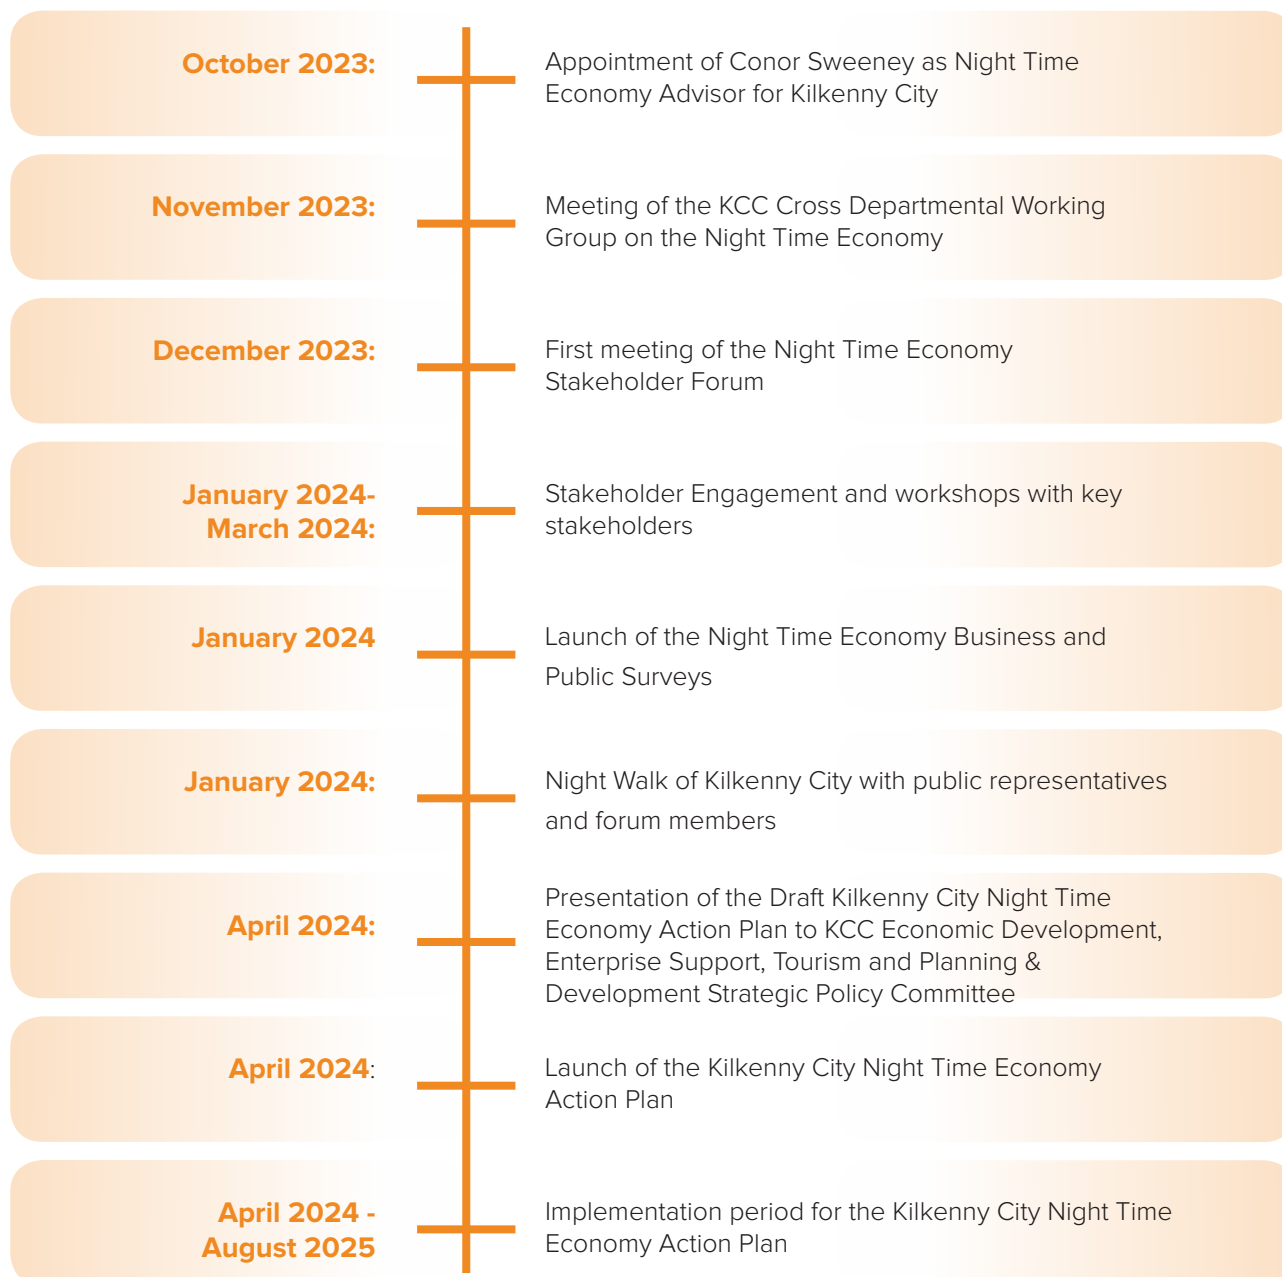 October 2023:
Appointment of Conor Sweeney as Night Time
Economy Advisor for Kilkenny City
November 2023:
Meeting of the KCC Cross Departmental Working
Group on the Night Time Economy
December 2023:
First meeting of the Night Time Economy
Stakeholder Forum
January 2024-
March 2024:
Stakeholder Engagement and workshops with key
stakeholders
January 2024
Launch of the Night Time Economy Business and
Public Surveys
January 2024:
Night Walk of Kilkenny City with public representatives
and forum members
April 2024:
Presentation of the Draft Kilkenny City Night Time
Economy Action Plan to KCC Economic Development,
Enterprise Support, Tourism and Planning &
Development Strategic Policy Committee
April 2024:
Launch of the Kilkenny City Night Time Economy
Action Plan
April 2024 -
August 2025
Implementation period for the Kilkenny City Night Time
Economy Action Plan